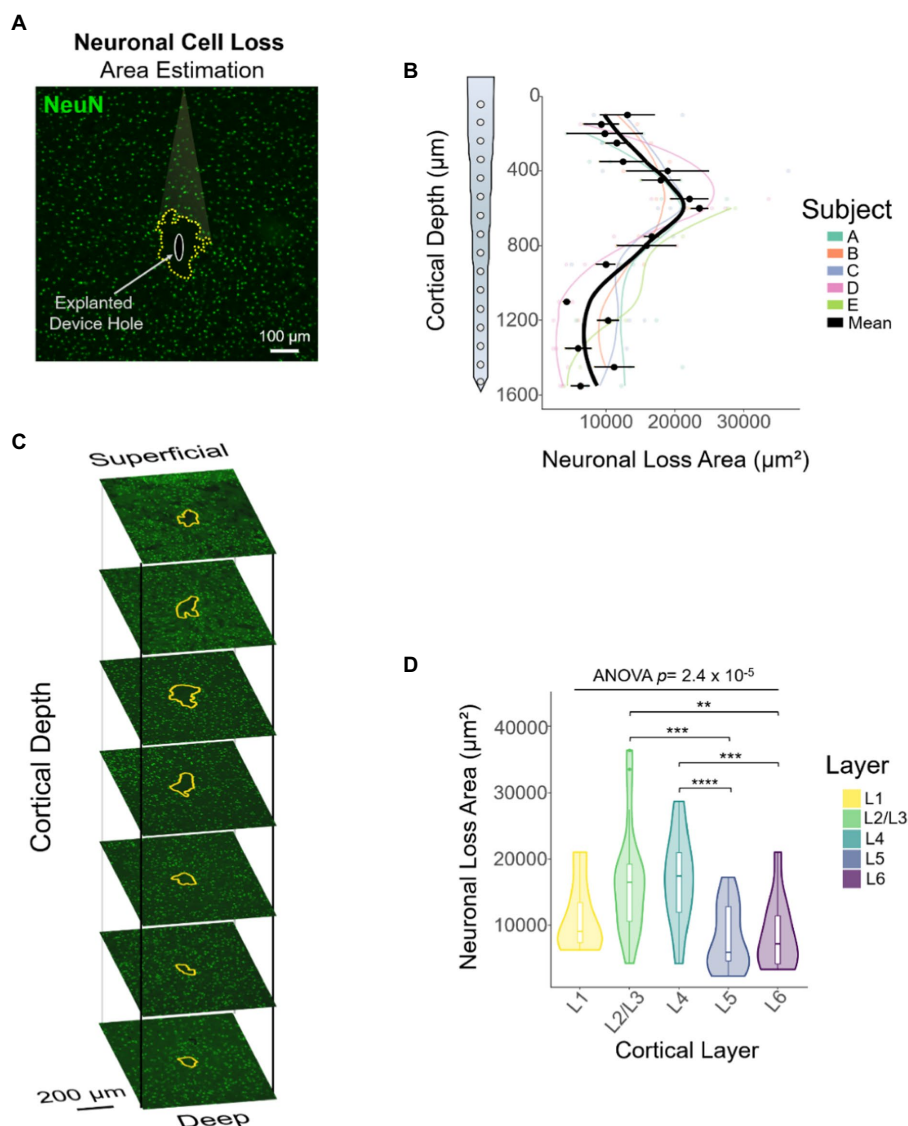 A
Neuronal Cell Loss
Area Estimation
NeuN
Explanted
Device Hole
100 µm
B
Cortical Depth (µm)
0
400
800
1200
1600
10000
20000
30000
Neuronal Loss Area (µm²)
Subject
A
B
C
D
E
Mean
C
Superficial
Cortical Depth
200 µm
Deep
D
ANOVA p= 2.4 x 10-5
**
***
***
****
Neuronal Loss Area (µm²)
40000
30000
20000
10000
L1
L2/L3
L4
L5
L6
Cortical Layer
Layer
L1
L2/L3
L4
L5
L6